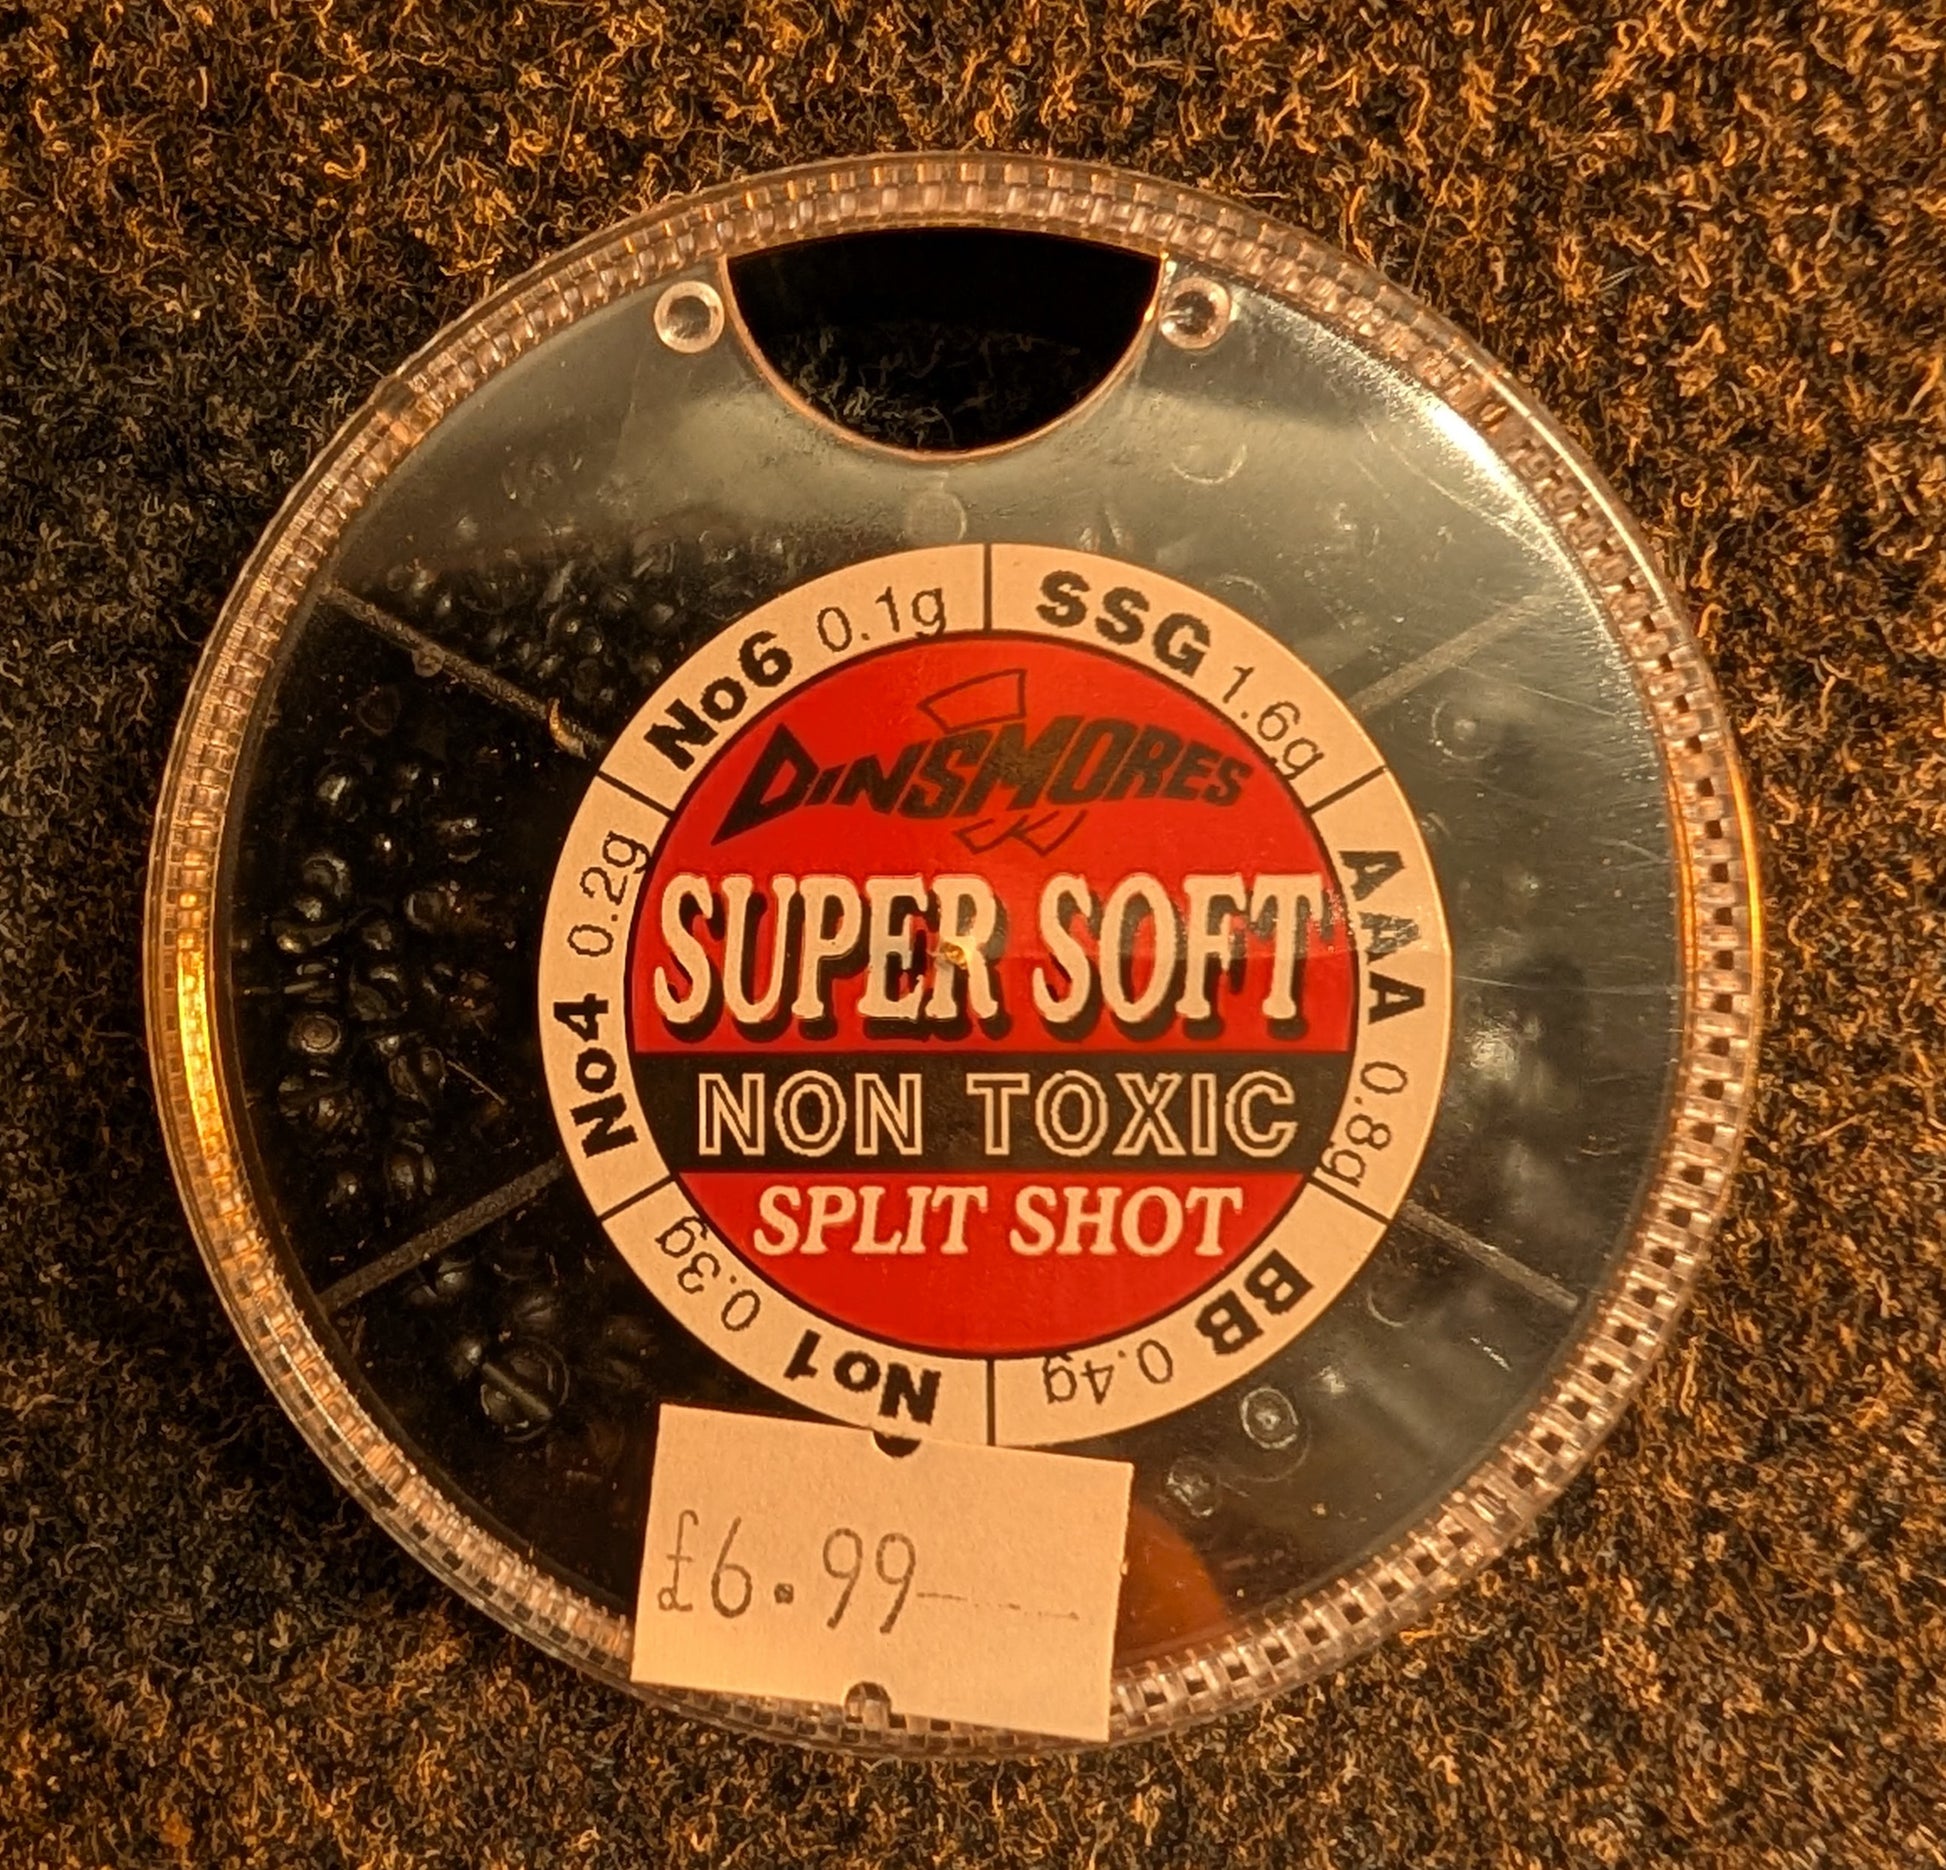 DINSMORES
SUPER SOFT
NON TOXIC
SPLIT SHOT
SSG 1.6g
AAA 0.8g
BB 0.4g
No1 0.3g
No4 0.2g
No6 0.1g
£6.99